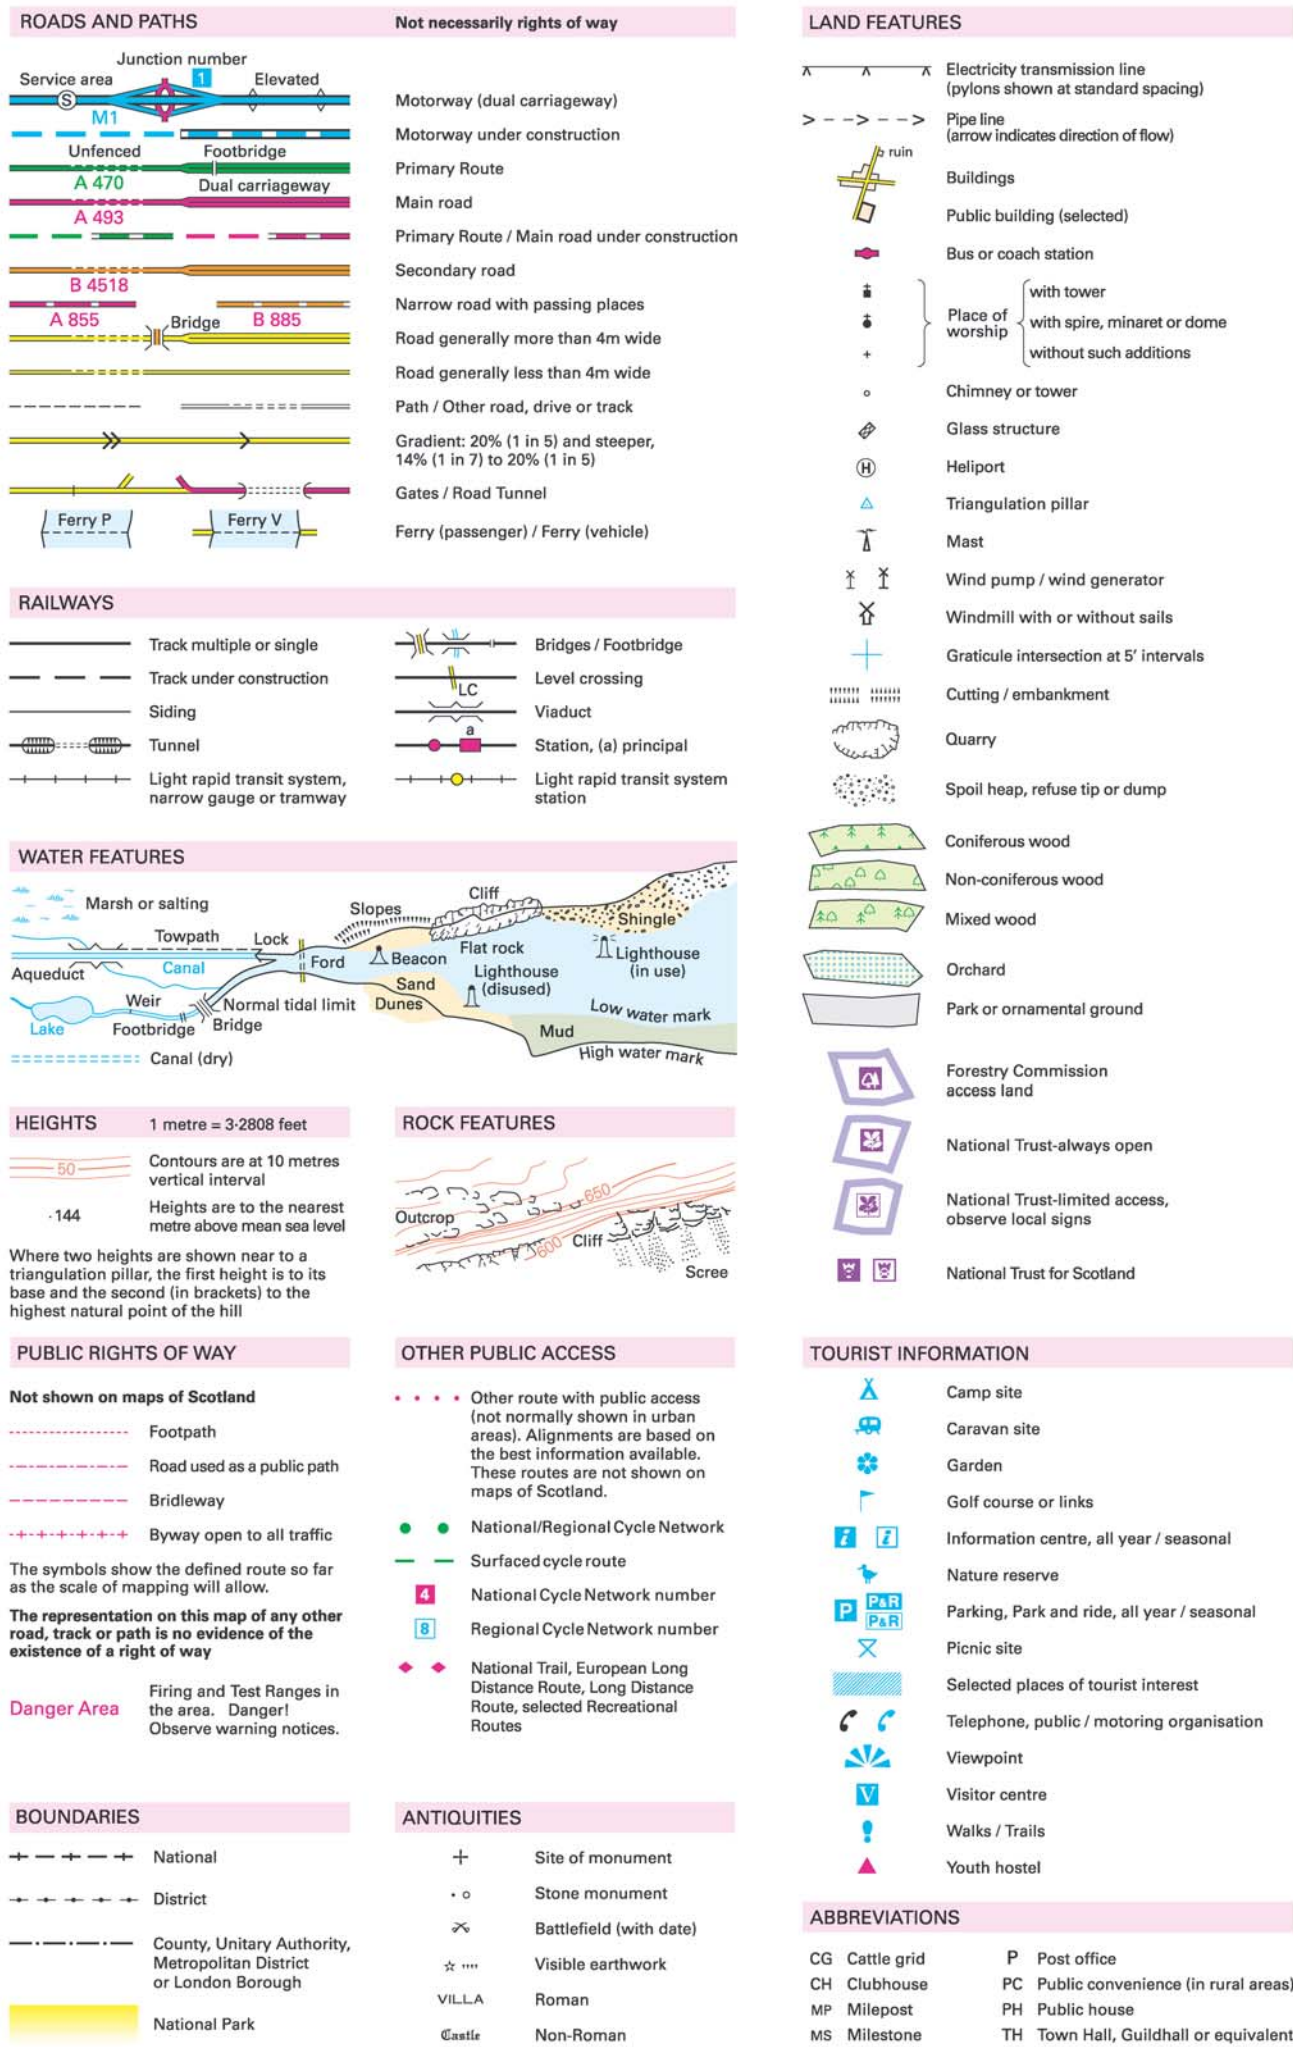 ROADS AND PATHS
Not necessarily rights of way
Junction number
Service area
1
Elevated
S
M1
Motorway (dual carriageway)
Motorway under construction
Unfenced
Footbridge
A 470
Dual carriageway
Primary Route
A 493
Main road
Primary Route / Main road under construction
B 4518
Secondary road
A 855
Bridge
B 885
Narrow road with passing places
Road generally more than 4m wide
Road generally less than 4m wide
Path / Other road, drive or track
Gradient: 20% (1 in 5) and steeper,
14% (1 in 7) to 20% (1 in 5)
Gates / Road Tunnel
Ferry P
Ferry V
Ferry (passenger) / Ferry (vehicle)
RAILWAYS
Track multiple or single
Track under construction
Siding
Tunnel
Light rapid transit system,
narrow gauge or tramway
Bridges / Footbridge
LC
Level crossing
Viaduct
a
Station, (a) principal
Light rapid transit system
station
WATER FEATURES
Marsh or salting
Slopes
Cliff
Shingle
Towpath
Lock
Aqueduct
Canal
Ford
Beacon
Flat rock
Lighthouse
(in use)
Lighthouse
(disused)
Sand
Dunes
Weir
Normal tidal limit
Lake
Footbridge
Bridge
Low water mark
Mud
High water mark
Canal (dry)
HEIGHTS
1 metre = 3·2808 feet
50
Contours are at 10 metres
vertical interval
·144
Heights are to the nearest
metre above mean sea level
Where two heights are shown near to a
triangulation pillar, the first height is to its
base and the second (in brackets) to the
highest natural point of the hill
ROCK FEATURES
650
Outcrop
600
Cliff
Scree
PUBLIC RIGHTS OF WAY
Not shown on maps of Scotland
Footpath
Road used as a public path
Bridleway
Byway open to all traffic
The symbols show the defined route so far
as the scale of mapping will allow.
The representation on this map of any other
road, track or path is no evidence of the
existence of a right of way
Danger Area
Firing and Test Ranges in
the area. Danger!
Observe warning notices.
OTHER PUBLIC ACCESS
Other route with public access
(not normally shown in urban
areas). Alignments are based on
the best information available.
These routes are not shown on
maps of Scotland.
National/Regional Cycle Network
Surfaced cycle route
4
National Cycle Network number
8
Regional Cycle Network number
National Trail, European Long
Distance Route, Long Distance
Route, selected Recreational
Routes
BOUNDARIES
National
District
County, Unitary Authority,
Metropolitan District
or London Borough
National Park
ANTIQUITIES
Site of monument
Stone monument
Battlefield (with date)
Visible earthwork
VILLA
Roman
Castle
Non-Roman
LAND FEATURES
Electricity transmission line
(pylons shown at standard spacing)
Pipe line
(arrow indicates direction of flow)
ruin
Buildings
Public building (selected)
Bus or coach station
Place of
worship
with tower
with spire, minaret or dome
without such additions
Chimney or tower
Glass structure
H
Heliport
Triangulation pillar
Mast
Wind pump / wind generator
Windmill with or without sails
Graticule intersection at 5′ intervals
Cutting / embankment
Quarry
Spoil heap, refuse tip or dump
Coniferous wood
Non-coniferous wood
Mixed wood
Orchard
Park or ornamental ground
Forestry Commission
access land
National Trust-always open
National Trust-limited access,
observe local signs
National Trust for Scotland
TOURIST INFORMATION
Camp site
Caravan site
Garden
Golf course or links
i
i
Information centre, all year / seasonal
Nature reserve
P
P&R
P&R
Parking, Park and ride, all year / seasonal
Picnic site
Selected places of tourist interest
Telephone, public / motoring organisation
Viewpoint
V
Visitor centre
Walks / Trails
Youth hostel
ABBREVIATIONS
CG Cattle grid
CH Clubhouse
MP Milepost
MS Milestone
P Post office
PC Public convenience (in rural areas)
PH Public house
TH Town Hall, Guildhall or equivalent